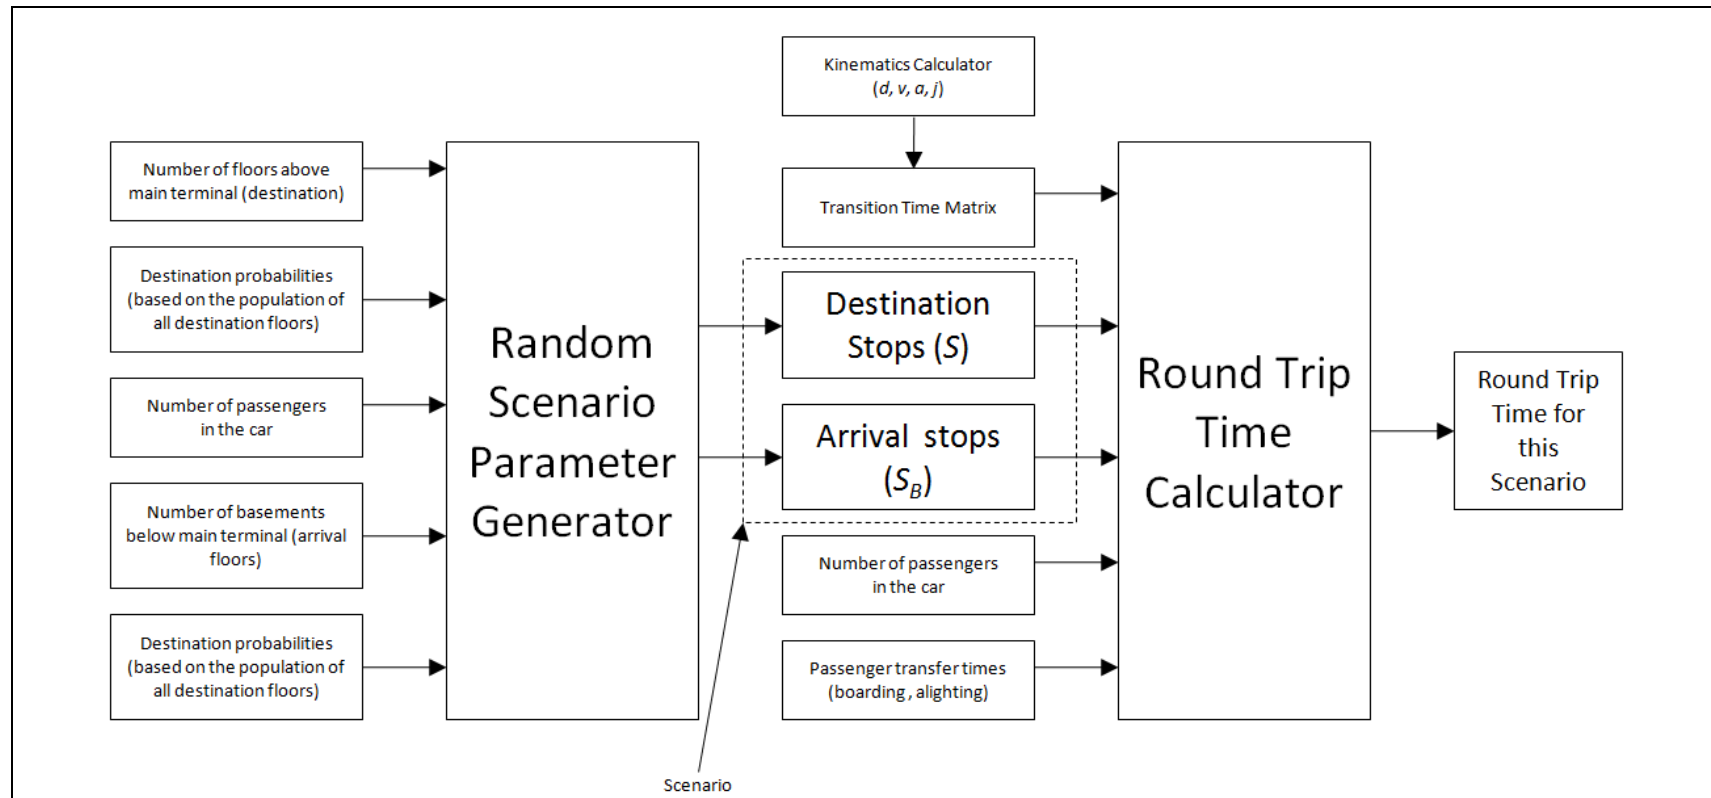 Kinematics Calculator
(d, v, a, j)
Number of floors above
main terminal (destination)
Transition Time Matrix
Destination probabilities
(based on the population of
all destination floors)
Number of passengers
in the car
Number of basements
below main terminal (arrival
floors)
Destination probabilities
(based on the population of
all destination floors)
Random
Scenario
Parameter
Generator
Destination
Stops (S)
Arrival stops
(S_B)
Number of passengers
in the car
Passenger transfer times
(boarding , alighting)
Scenario
Round Trip
Time
Calculator
Round Trip
Time for
this
Scenario